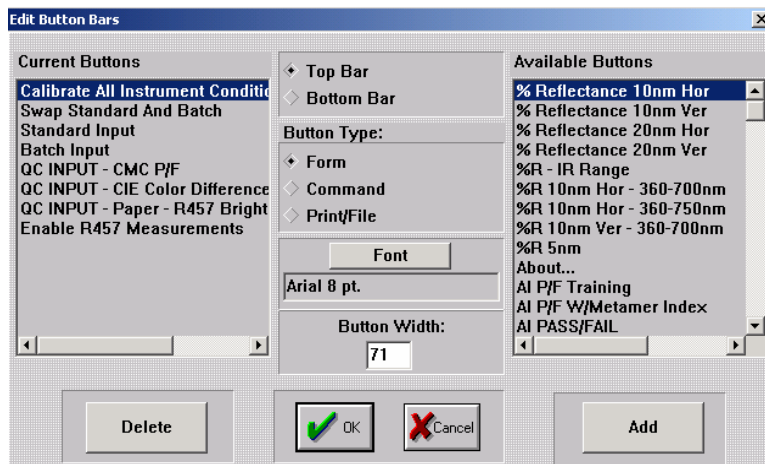 Edit Button Bars
Current Buttons
Calibrate All Instrument Conditio
Swap Standard And Batch
Standard Input
Batch Input
QC INPUT - CMC P/F
QC INPUT - CIE Color Difference
QC INPUT - Paper - R457 Bright
Enable R457 Measurements
Top Bar
Bottom Bar
Button Type:
Form
Command
Print/File
Font
Arial 8 pt.
Button Width:
71
Available Buttons
% Reflectance 10nm Hor
% Reflectance 10nm Ver
% Reflectance 20nm Hor
% Reflectance 20nm Ver
%R - IR Range
%R 10nm Hor - 360-700nm
%R 10nm Hor - 360-750nm
%R 10nm Ver - 360-700nm
%R 5nm
About...
AI P/F Training
AI P/F W/Metamer Index
AI PASS/FAIL
Delete
OK
Cancel
Add